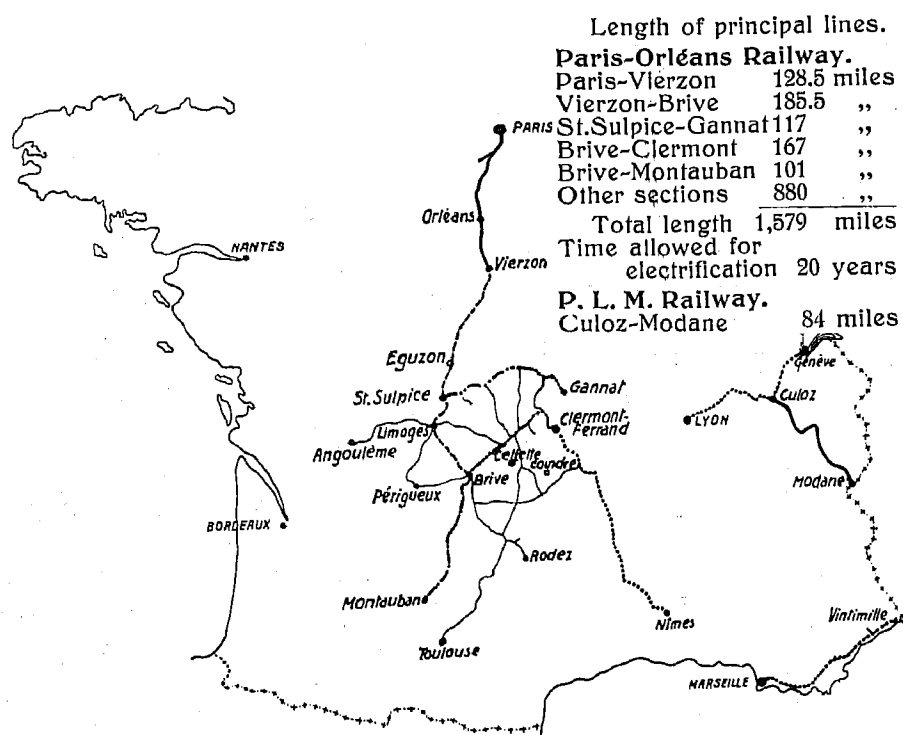 Length of principal lines.
Paris-Orléans Railway.
Paris-Vierzon 128.5 miles
Vierzon-Brive 185.5 „
St.Sulpice-Gannat 117 „
Brive-Clermont 167 „
Brive-Montauban 101 „
Other sections 880 „
Total length 1,579 miles
Time allowed for
electrification 20 years
P. L. M. Railway.
Culoz-Modane 84 miles
PARIS
Orléans
NANTES
Vierzon
Eguzon
Genève
St. Sulpice
Gannat
Culoz
Limoges
Clermont-
Ferrand
LYON
Angoulême
Coindre
Brive
Modane
Périgueux
BORDEAUX
Rodez
Montauban
Nîmes
Vintimille
Toulouse
MARSEILLE